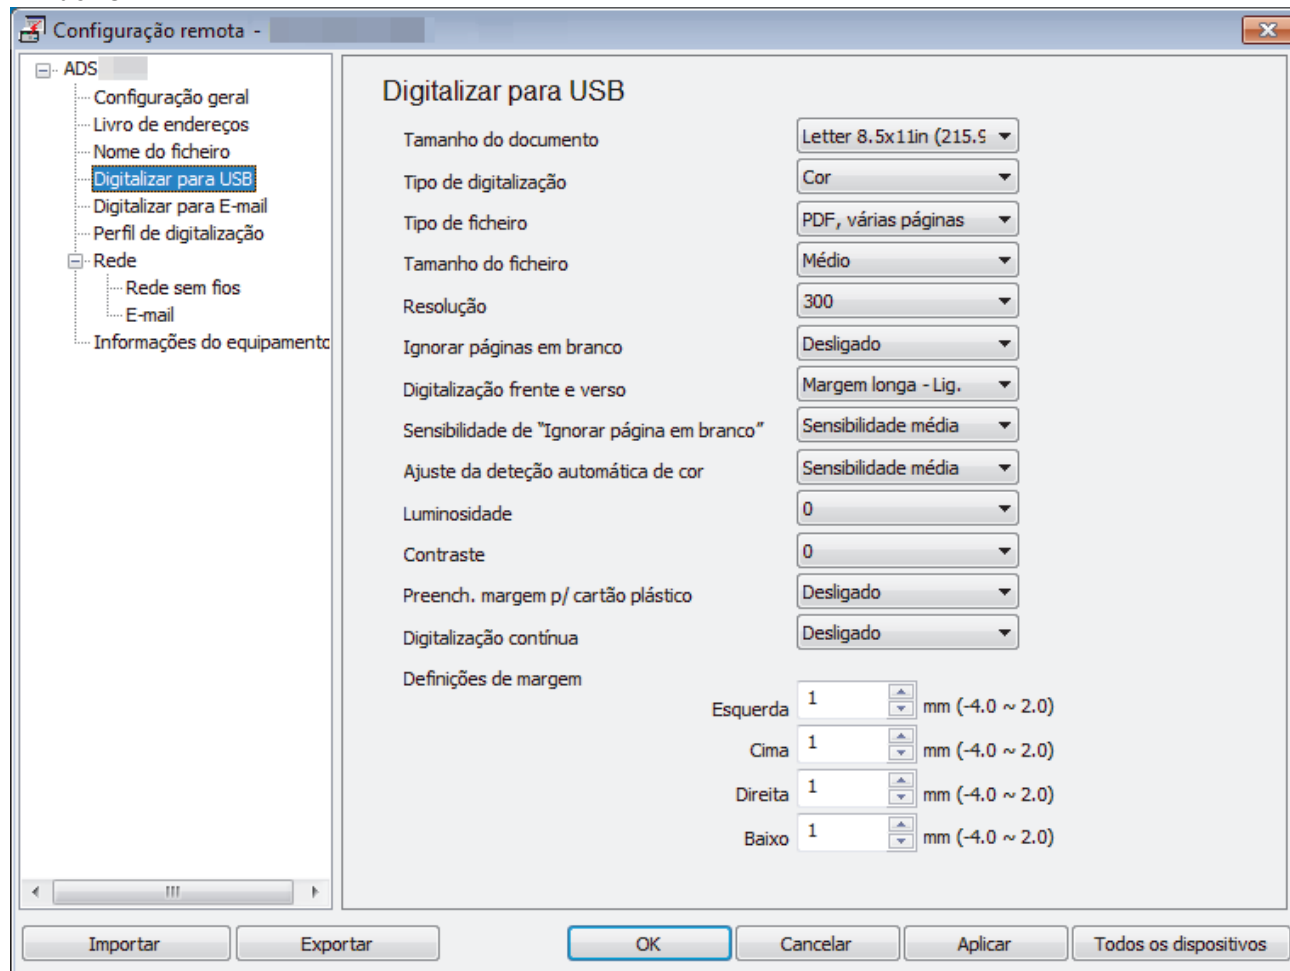 Configuração remota -
ADS
Configuração geral
Livro de endereços
Nome do ficheiro
Digitalizar para USB
Digitalizar para E-mail
Perfil de digitalização
Rede
Rede sem fios
E-mail
Informações do equipamento
Digitalizar para USB
Tamanho do documento Letter 8.5x11in (215.9
Tipo de digitalização Cor
Tipo de ficheiro PDF, várias páginas
Tamanho do ficheiro Médio
Resolução 300
Ignorar páginas em branco Desligado
Digitalização frente e verso Margem longa - Lig.
Sensibilidade de “Ignorar página em branco” Sensibilidade média
Ajuste da deteção automática de cor Sensibilidade média
Luminosidade 0
Contraste 0
Preench. margem p/ cartão plástico Desligado
Digitalização contínua Desligado
Definições de margem
Esquerda 1 mm (-4.0 ~ 2.0)
Cima 1 mm (-4.0 ~ 2.0)
Direita 1 mm (-4.0 ~ 2.0)
Baixo 1 mm (-4.0 ~ 2.0)
Importar Exportar OK Cancelar Aplicar Todos os dispositivos